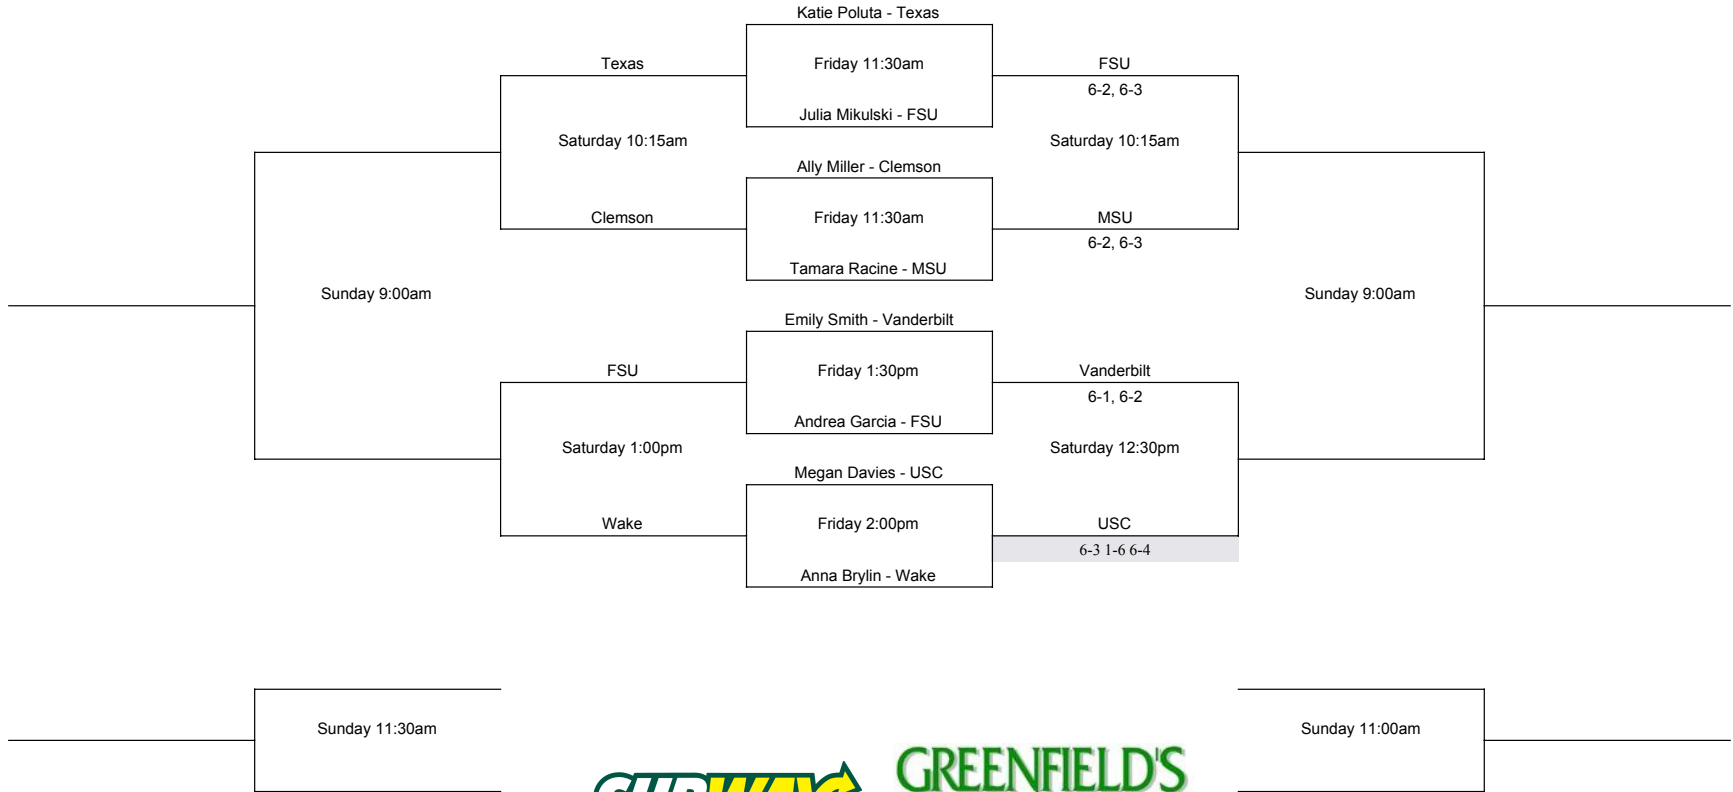 Katie Poluta - Texas
Texas
Friday 11:30am
FSU
6-2, 6-3
Julia Mikulski - FSU
Saturday 10:15am
Saturday 10:15am
Ally Miller - Clemson
Clemson
Friday 11:30am
MSU
6-2, 6-3
Tamara Racine - MSU
Sunday 9:00am
Sunday 9:00am
Emily Smith - Vanderbilt
FSU
Friday 1:30pm
Vanderbilt
6-1, 6-2
Andrea Garcia - FSU
Saturday 1:00pm
Saturday 12:30pm
Megan Davies - USC
Wake
Friday 2:00pm
USC
6-3 1-6 6-4
Anna Brylin - Wake
Sunday 11:30am
Sunday 11:00am
SUBWAY
GREENFIELD'S